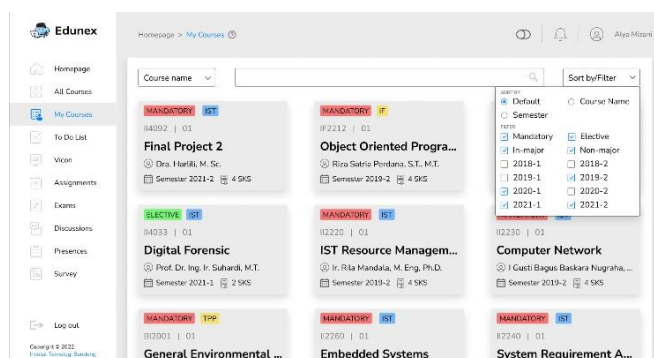 Edunex
Homepage > My Courses
Alya Mizani
Homepage
All Courses
My Courses
To Do List
Vicon
Assignments
Exams
Discussions
Presences
Survey
Log out
Copyright © 2022
Institut Teknologi Bandung
Course name
Sort by/Filter
SORT BY
Default
Course Name
Semester
FILTER
Mandatory
Elective
In-major
Non-major
2018-1
2018-2
2019-1
2019-2
2020-1
2020-2
2021-1
2021-2
MANDATORY IST
II4092 | 01
Final Project 2
Dra. Harlili, M. Sc.
Semester 2021-2 4 SKS
MANDATORY IF
IF2212 | 01
Object Oriented Progra...
Riza Satria Perdana, S.T., M.T.
Semester 2019-2 4 SKS
ELECTIVE IST
II4033 | 01
Digital Forensic
Prof. Dr. Ing. Ir. Suhardi, M.T.
Semester 2021-1 2 SKS
MANDATORY IST
II2220 | 01
IST Resource Managem...
Ir. Rila Mandala, M. Eng, Ph.D.
Semester 2019-2 4 SKS
II2230 | 01
Computer Network
I Gusti Bagus Baskara Nugraha, ...
Semester 2019-2 4 SKS
MANDATORY TPP
BI2001 | 01
General Environmental ...
MANDATORY IST
II2260 | 01
Embedded Systems
MANDATORY IST
II2240 | 01
System Requirement A...